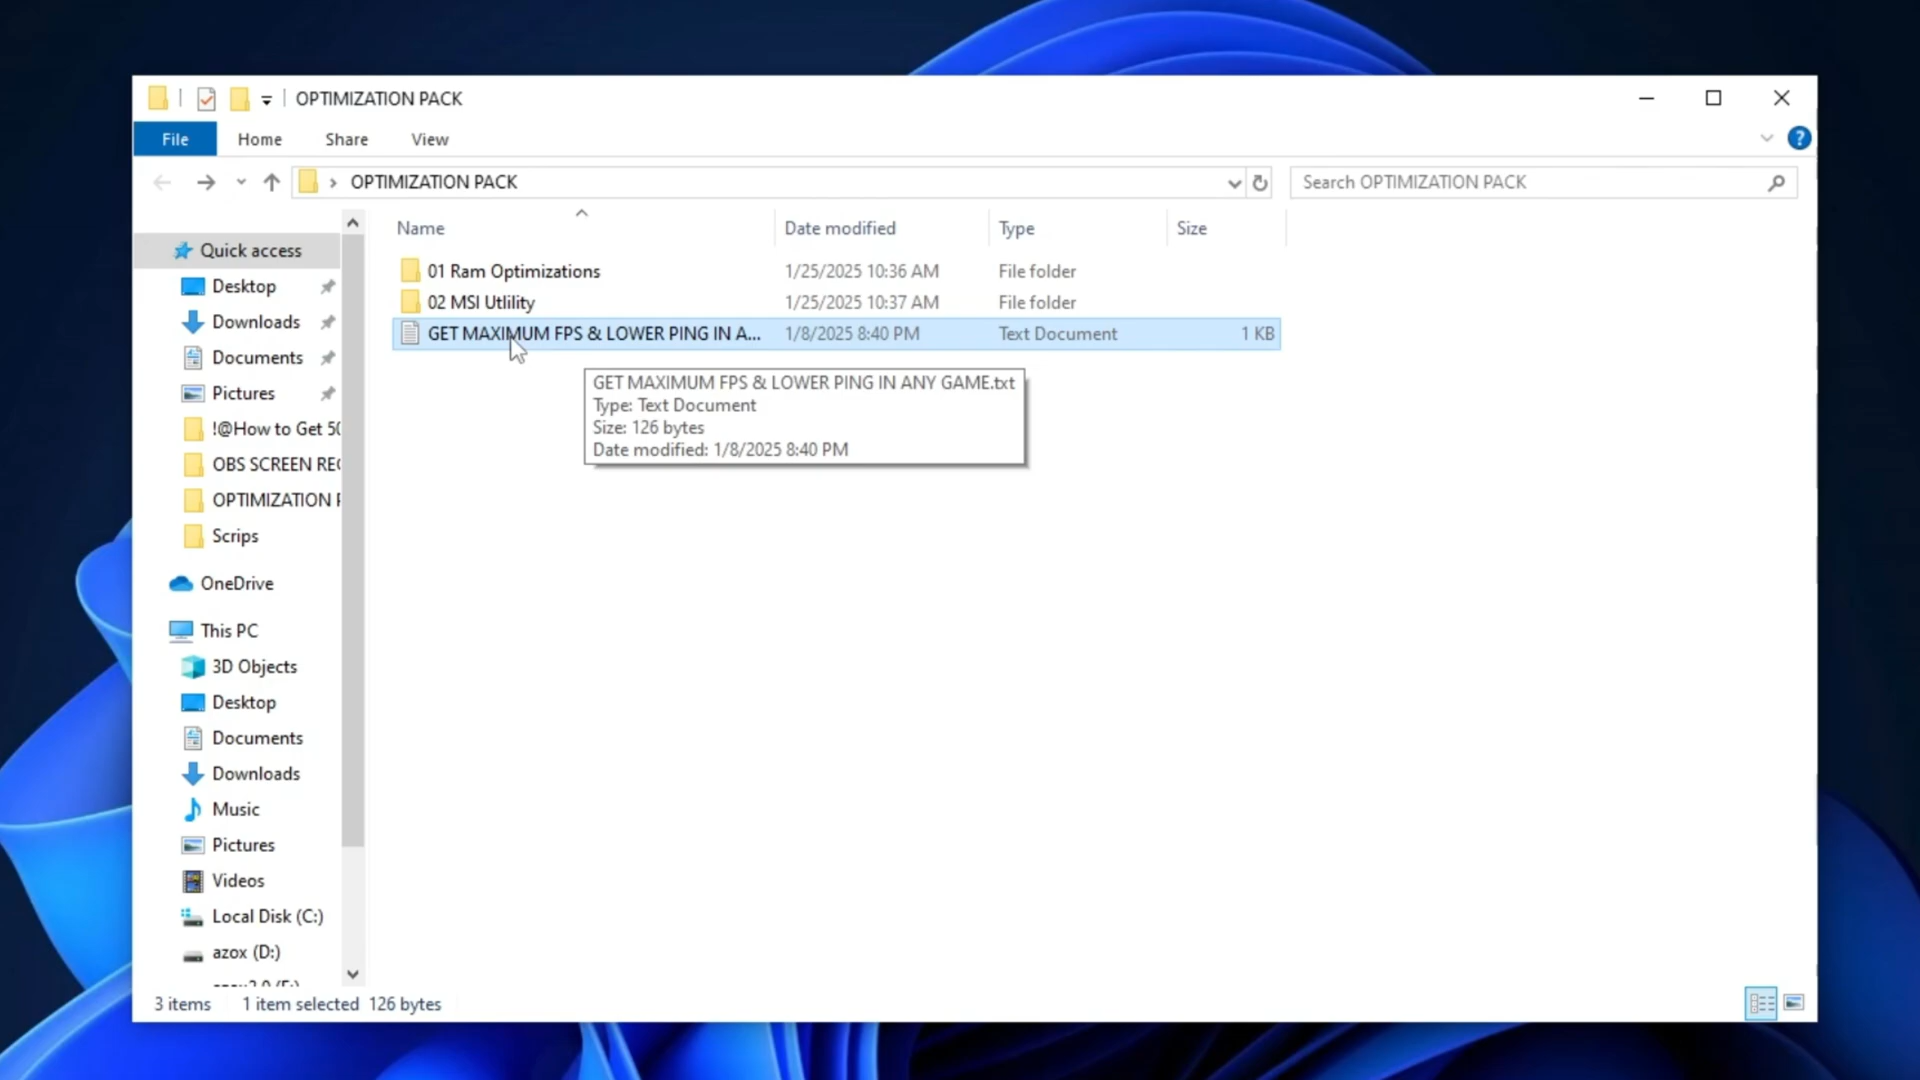 OPTIMIZATION PACK
File Home Share View
?
OPTIMIZATION PACK
Search OPTIMIZATION PACK
Name Date modified Type Size
01 Ram Optimizations 1/25/2025 10:36 AM File folder
02 MSI Utlility 1/25/2025 10:37 AM File folder
GET MAXIMUM FPS & LOWER PING IN A... 1/8/2025 8:40 PM Text Document 1 KB
GET MAXIMUM FPS & LOWER PING IN ANY GAME.txt
Type: Text Document
Size: 126 bytes
Date modified: 1/8/2025 8:40 PM
Quick access
Desktop
Downloads
Documents
Pictures
!@How to Get 50
OBS SCREEN REC
OPTIMIZATION P
Scrips
OneDrive
This PC
3D Objects
Desktop
Documents
Downloads
Music
Pictures
Videos
Local Disk (C:)
azox (D:)
3 items 1 item selected 126 bytes